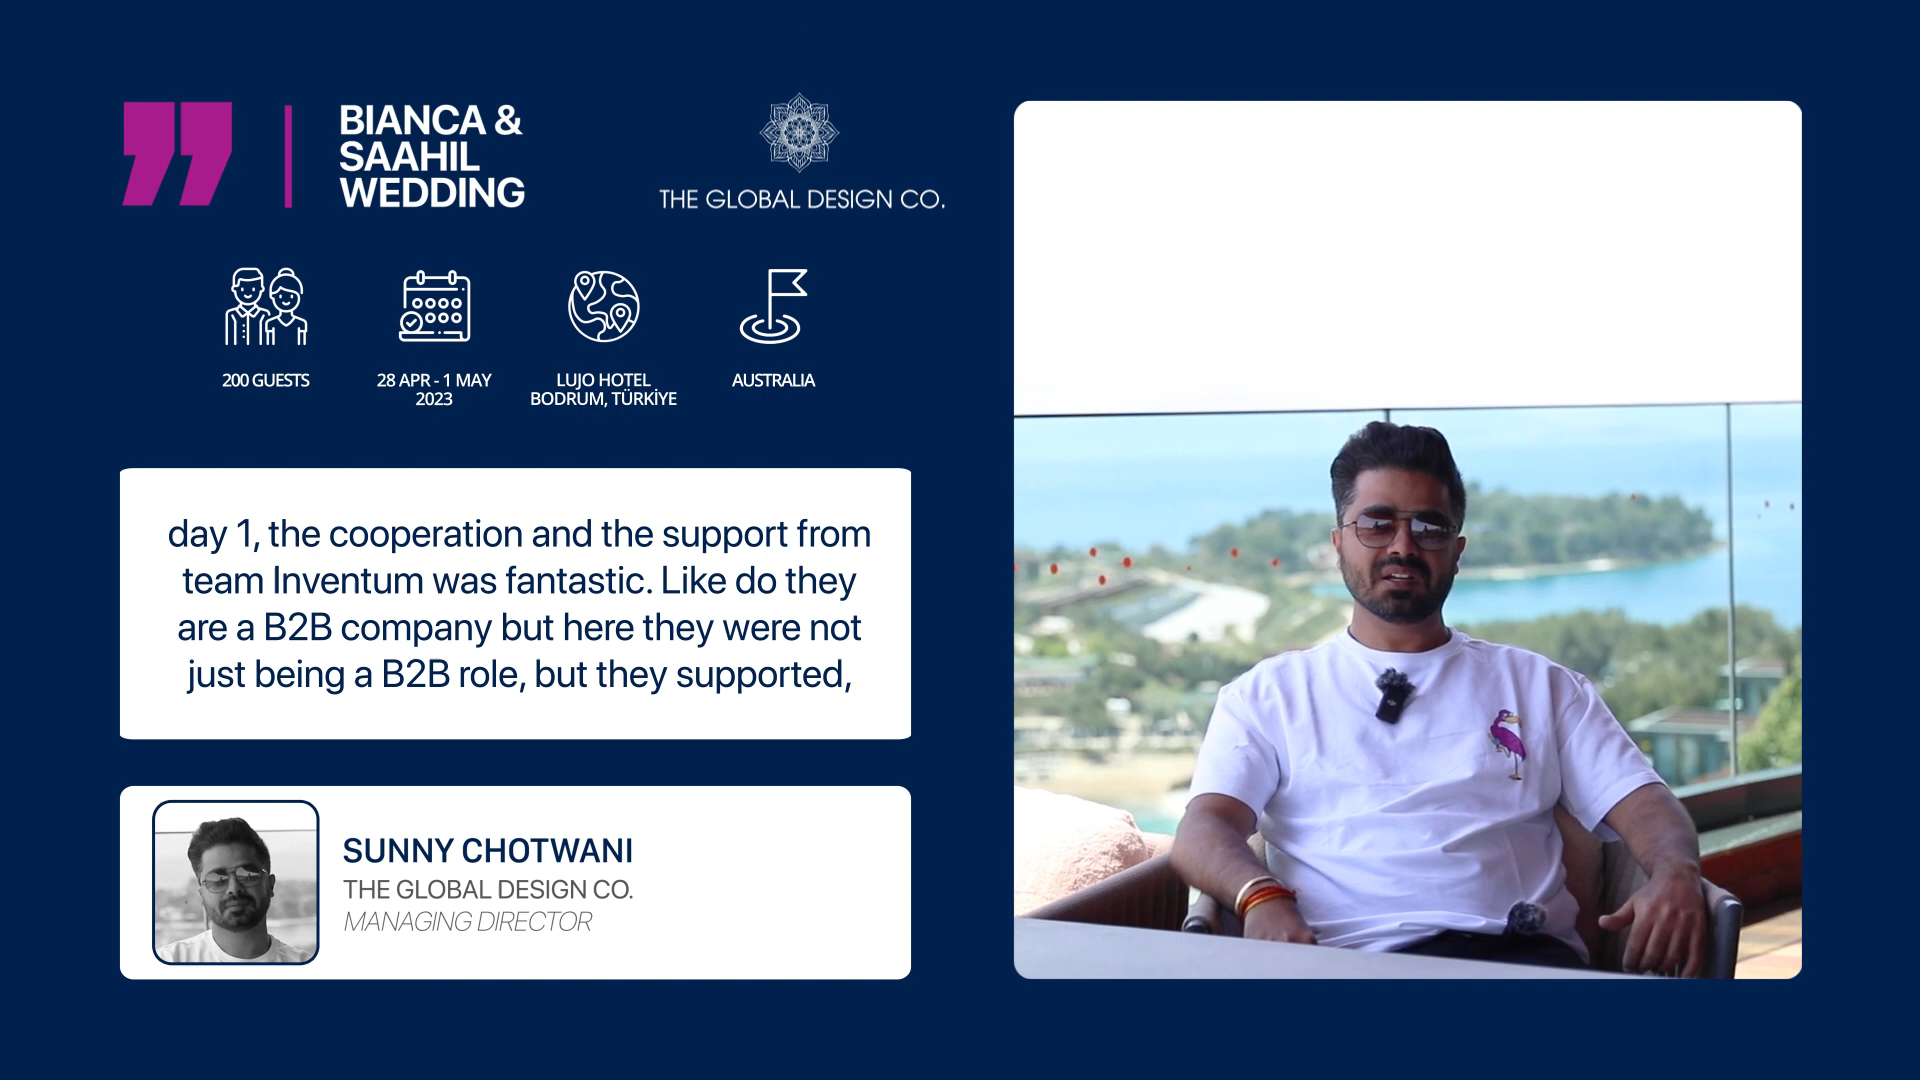 BIANCA &
SAAHIL
WEDDING
THE GLOBAL DESIGN CO.
200 GUESTS
28 APR - 1 MAY
2023
LUJO HOTEL
BODRUM, TÜRKİYE
AUSTRALIA
day 1, the cooperation and the support from
team Inventum was fantastic. Like do they
are a B2B company but here they were not
just being a B2B role, but they supported,
SUNNY CHOTWANI
THE GLOBAL DESIGN CO.
MANAGING DIRECTOR